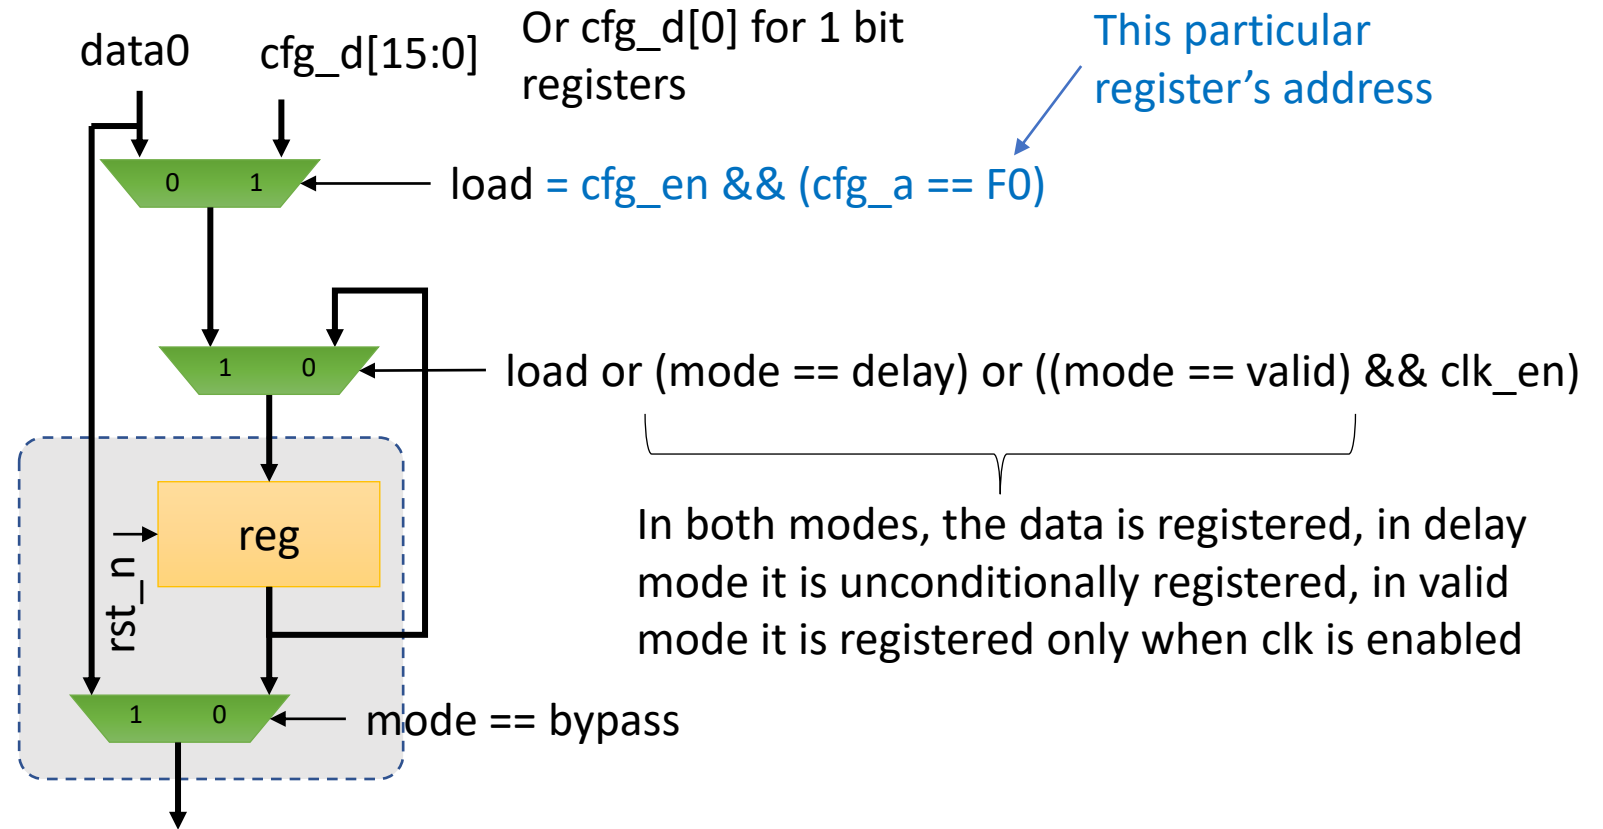 data0
cfg_d[15:0]
Or cfg_d[0] for 1 bit
registers
This particular
register’s address
0 1
load = cfg_en && (cfg_a == F0)
1 0
load or (mode == delay) or ((mode == valid) && clk_en)
reg
rst_n
In both modes, the data is registered, in delay
mode it is unconditionally registered, in valid
mode it is registered only when clk is enabled
1 0
mode == bypass